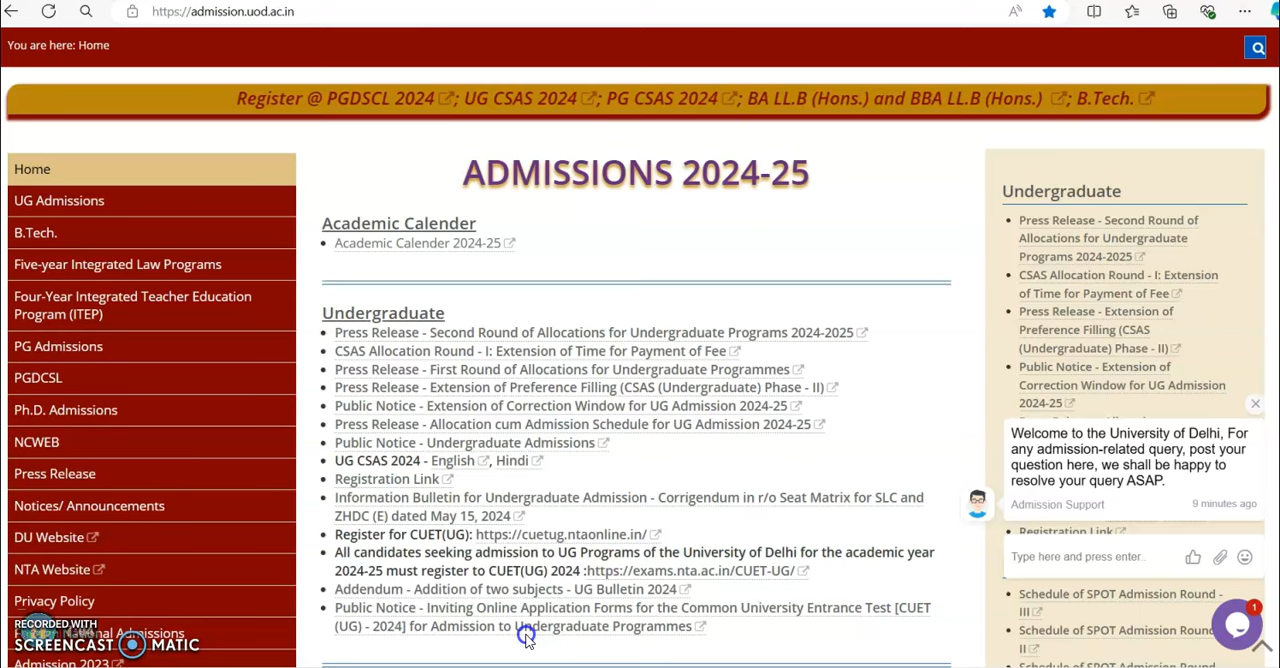 https://admission.uod.ac.in
You are here: Home
Register @ PGDSCL 2024 ; UG CSAS 2024 ; PG CSAS 2024 ; BA LL.B (Hons.) and BBA LL.B (Hons.) ; B.Tech.
Home
UG Admissions
B.Tech.
Five-year Integrated Law Programs
Four-Year Integrated Teacher Education
Program (ITEP)
PG Admissions
PGDCSL
Ph.D. Admissions
NCWEB
Press Release
Notices/ Announcements
DU Website
NTA Website
Privacy Policy
Admissions
Admission 2023
RECORDED WITH
SCREENCAST MATIC
ADMISSIONS 2024-25
Academic Calender
Academic Calender 2024-25
Undergraduate
Press Release - Second Round of Allocations for Undergraduate Programs 2024-2025
CSAS Allocation Round - I: Extension of Time for Payment of Fee
Press Release - First Round of Allocations for Undergraduate Programmes
Press Release - Extension of Preference Filling (CSAS (Undergraduate) Phase - II)
Public Notice - Extension of Correction Window for UG Admission 2024-25
Press Release - Allocation cum Admission Schedule for UG Admission 2024-25
Public Notice - Undergraduate Admissions
UG CSAS 2024 - English , Hindi
Registration Link
Information Bulletin for Undergraduate Admission - Corrigendum in r/o Seat Matrix for SLC and
ZHDC (E) dated May 15, 2024
Register for CUET(UG): https://cuetug.ntaonline.in/
All candidates seeking admission to UG Programs of the University of Delhi for the academic year
2024-25 must register to CUET(UG) 2024 :https://exams.nta.ac.in/CUET-UG/
Addendum - Addition of two subjects - UG Bulletin 2024
Public Notice - Inviting Online Application Forms for the Common University Entrance Test [CUET
(UG) - 2024] for Admission to Undergraduate Programmes
Undergraduate
Press Release - Second Round of
Allocations for Undergraduate
Programs 2024-2025
CSAS Allocation Round - I: Extension
of Time for Payment of Fee
Press Release - Extension of
Preference Filling (CSAS
(Undergraduate) Phase - II)
Public Notice - Extension of
Correction Window for UG Admission
2024-25
Welcome to the University of Delhi, For
any admission-related query, post your
question here, we shall be happy to
resolve your query ASAP.
Admission Support 9 minutes ago
Registration Link
Type here and press enter..
Schedule of SPOT Admission Round -
III
Schedule of SPOT Admission Round
II
Schedule of SPOT Admission Round
1